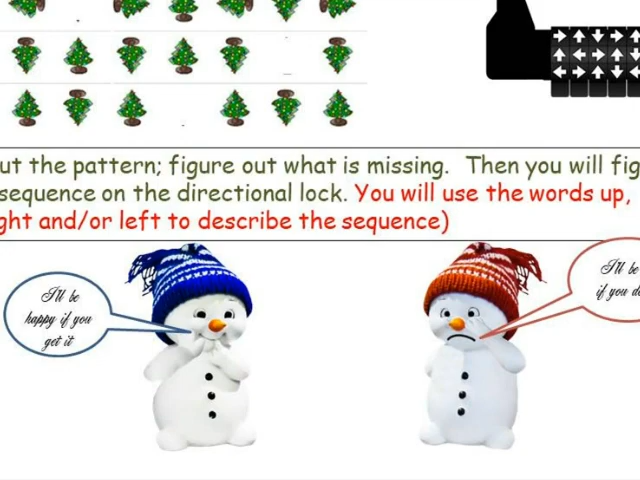 ut the pattern; figure out what is missing. Then you will fig
sequence on the directional lock. You will use the words up,
ght and/or left to describe the sequence)
I'll be
happy if you
get it
I'll be
if you d